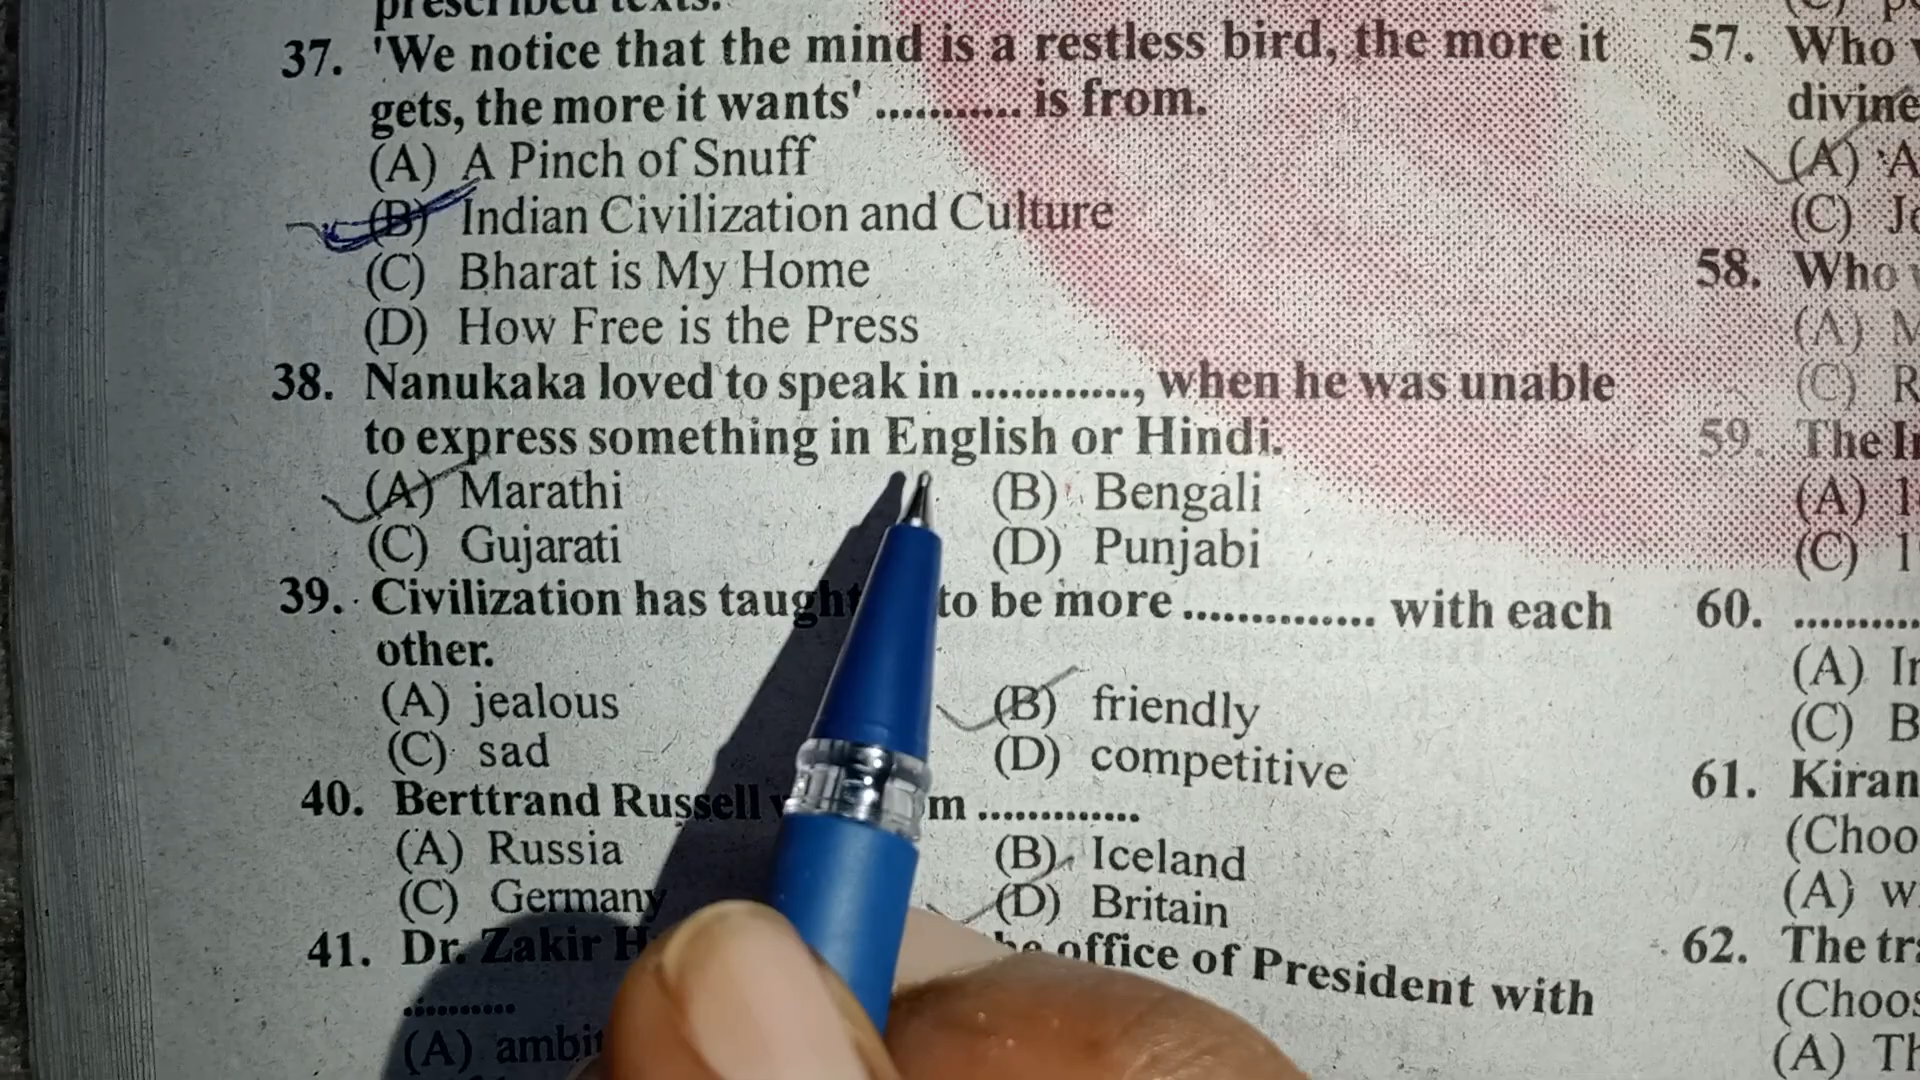 prescribed texts.
37. 'We notice that the mind is a restless bird, the more it
gets, the more it wants' ........... is from.
(A) A Pinch of Snuff
(B) Indian Civilization and Culture
(C) Bharat is My Home
(D) How Free is the Press
38. Nanukaka loved to speak in ............., when he was unable
to express something in English or Hindi.
(A) Marathi (B) Bengali
(C) Gujarati (D) Punjabi
39. Civilization has taught to be more .............. with each
other.
(A) jealous (B) friendly
(C) sad (D) competitive
40. Berttrand Russell .............
(A) Russia (B) Iceland
(C) Germany (D) Britain
41. Dr. Zakir office of President with
...........
(A)
57. Who
divine
(A)
(C)
58. Who
(A) M
(C) R
59. The
(A)
(C)
60. ..........
(A)
(C) B
61. Kiran
(A) w
62. The
(A) Th